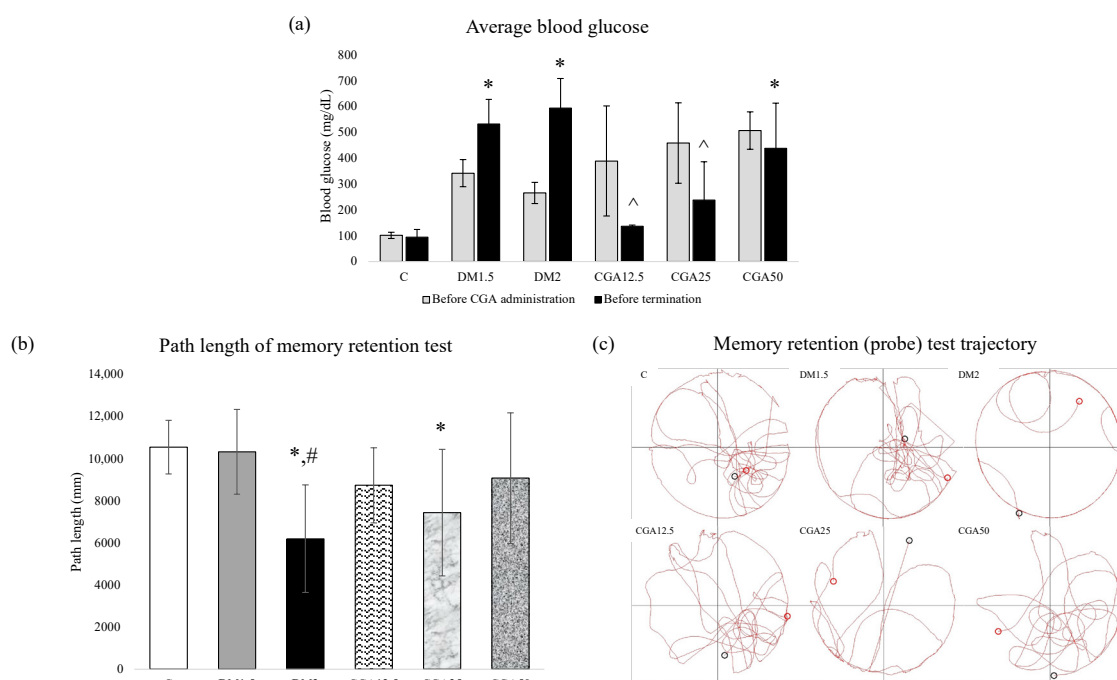 (a)
Average blood glucose
800
700
600
500
400
300
200
100
0
Blood glucose (mg/dL)
*
*
^
^
*
C DM1.5 DM2 CGA12.5 CGA25 CGA50
Before CGA administration Before termination
(b)
Path length of memory retention test
14,000
12,000
10,000
8000
6000
4000
2000
0
Path length (mm)
*,#
*
(c)
Memory retention (probe) test trajectory
C DM1.5 DM2
CGA12.5 CGA25 CGA50